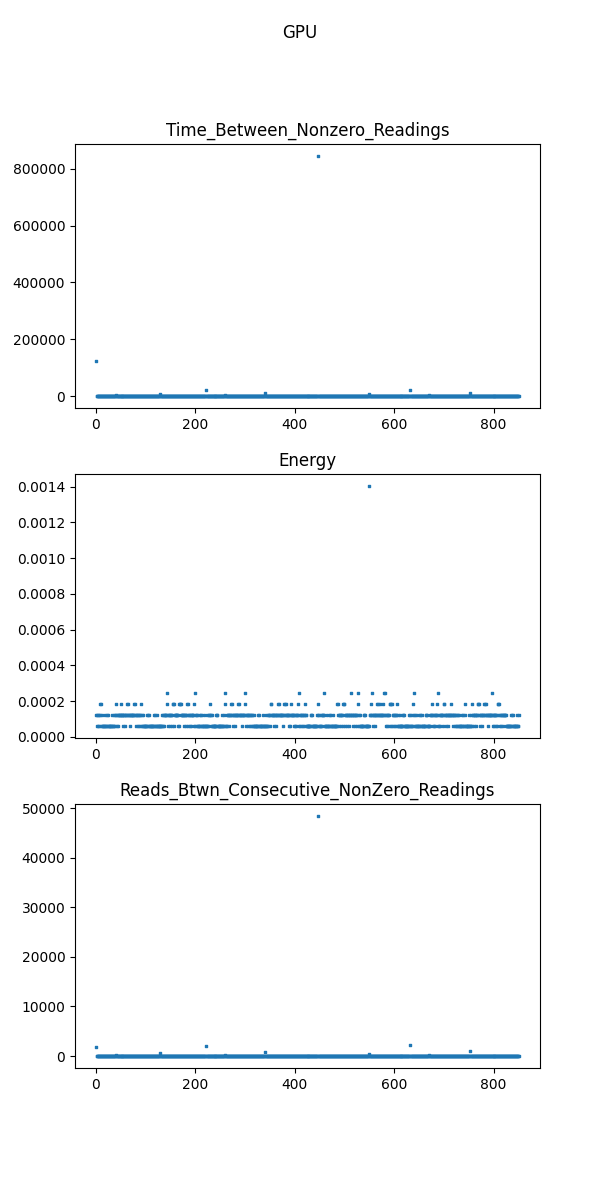 GPU
Time_Between_Nonzero_Readings
800000
600000
400000
200000
0
0 200 400 600 800
Energy
0.0014
0.0012
0.0010
0.0008
0.0006
0.0004
0.0002
0.0000
0 200 400 600 800
Reads_Btwn_Consecutive_NonZero_Readings
50000
40000
30000
20000
10000
0
0 200 400 600 800